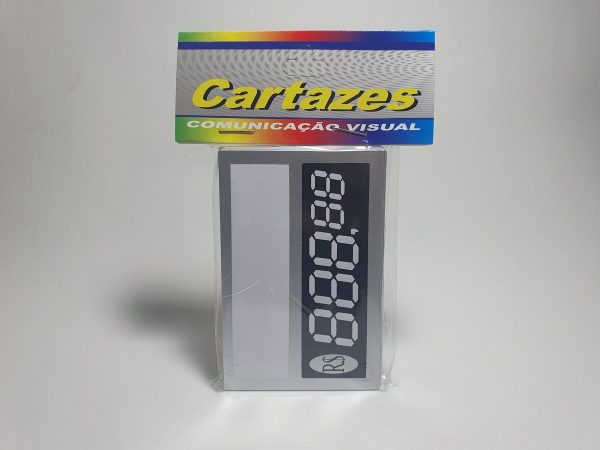 Cartazes
COMUNICAÇÃO VISUAL
R$ 888,88